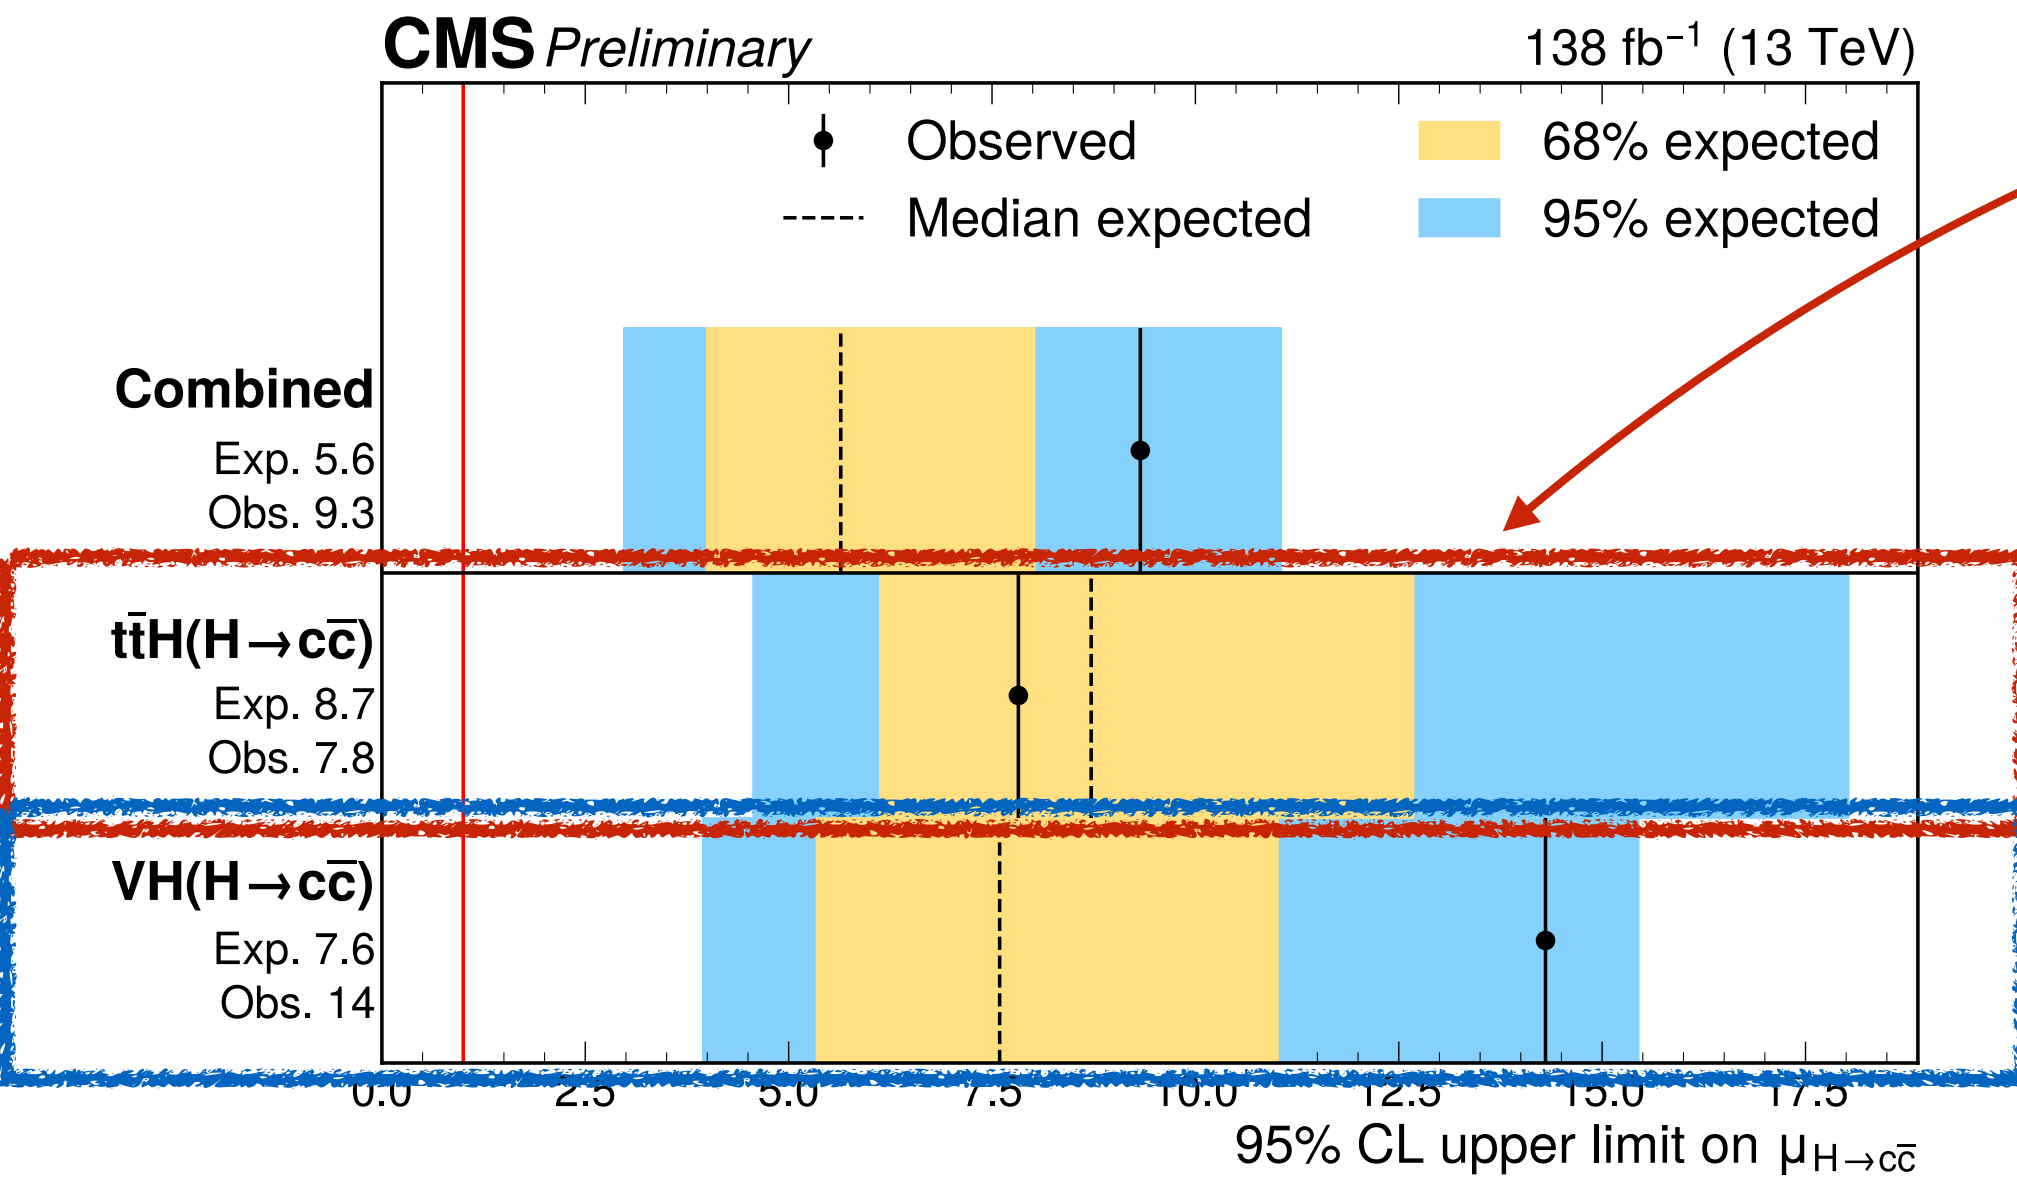 CMS Preliminary 138 fb⁻¹ (13 TeV)
Observed 68% expected
Median expected 95% expected
Combined
Exp. 5.6
Obs. 9.3
tt̄H(H→cc̄)
Exp. 8.7
Obs. 7.8
VH(H→cc̄)
Exp. 7.6
Obs. 14
0.0 2.5 5.0 7.5 10.0 12.5 15.0 17.5
95% CL upper limit on μ_H→cc̄